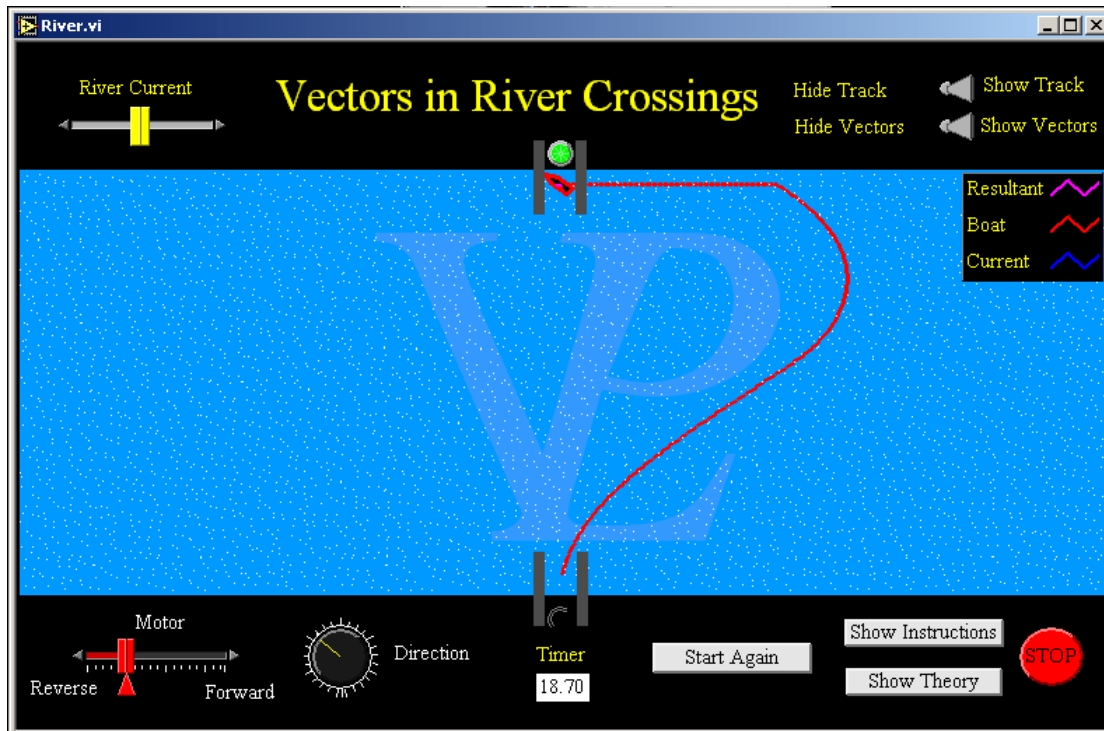 River.vi
River Current
Vectors in River Crossings
Hide Track
Show Track
Hide Vectors
Show Vectors
Resultant
Boat
Current
VPL
Motor
Reverse
Forward
Direction
Timer
18.70
Start Again
Show Instructions
Show Theory
STOP